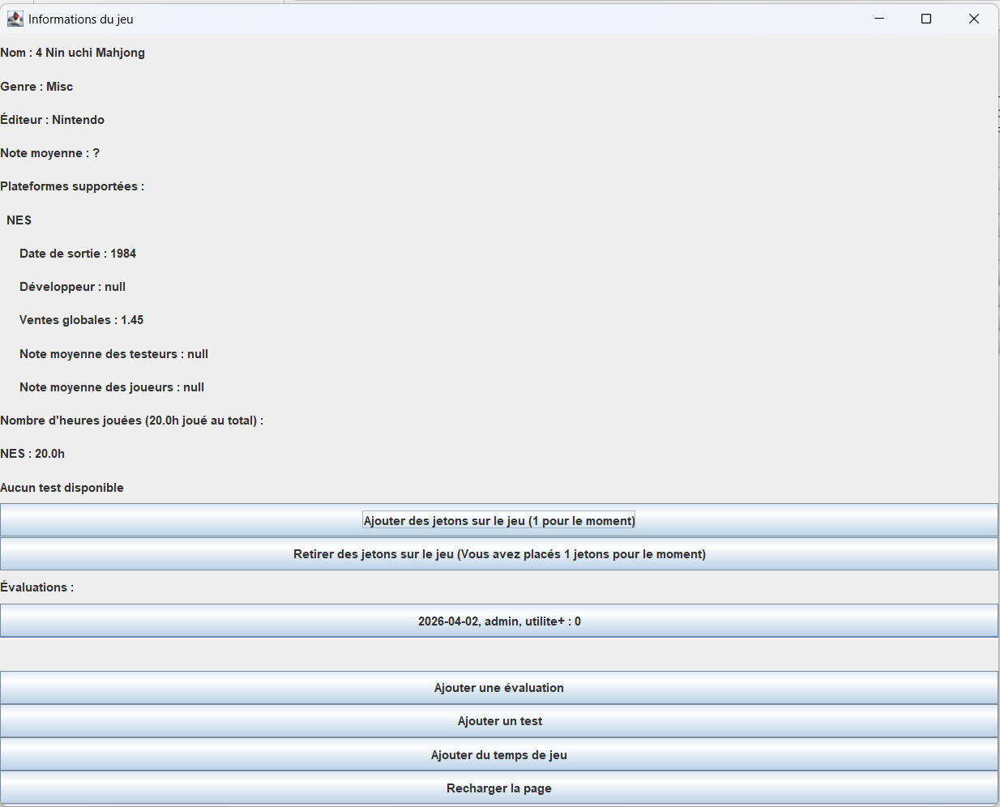 Informations du jeu
Nom : 4 Nin uchi Mahjong
Genre : Misc
Éditeur : Nintendo
Note moyenne : ?
Plateformes supportées :
NES
Date de sortie : 1984
Développeur : null
Ventes globales : 1.45
Note moyenne des testeurs : null
Note moyenne des joueurs : null
Nombre d'heures jouées (20.0h joué au total) :
NES : 20.0h
Aucun test disponible
Ajouter des jetons sur le jeu (1 pour le moment)
Retirer des jetons sur le jeu (Vous avez placés 1 jetons pour le moment)
Évaluations :
2026-04-02, admin, utilite+ : 0
Ajouter une évaluation
Ajouter un test
Ajouter du temps de jeu
Recharger la page